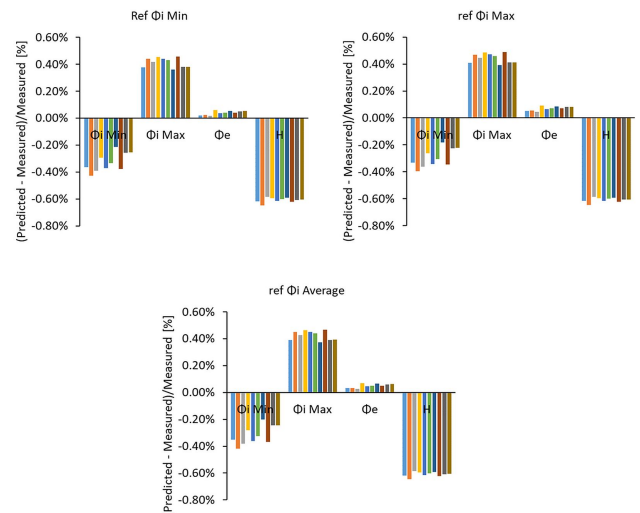 Ref Φi Min
(Predicted - Measured)/Measured [%]
0.60%
0.40%
0.20%
0.00%
-0.20%
-0.40%
-0.60%
-0.80%
Φi Min
Φi Max
Φe
H
ref Φi Max
(Predicted - Measured)/Measured [%]
0.60%
0.40%
0.20%
0.00%
-0.20%
-0.40%
-0.60%
-0.80%
Φi Min
Φi Max
Φe
H
ref Φi Average
Predicted - Measured)/Measured [%]
0.60%
0.40%
0.20%
0.00%
-0.20%
-0.40%
-0.60%
-0.80%
Φi Min
Φi Max
Φe
H